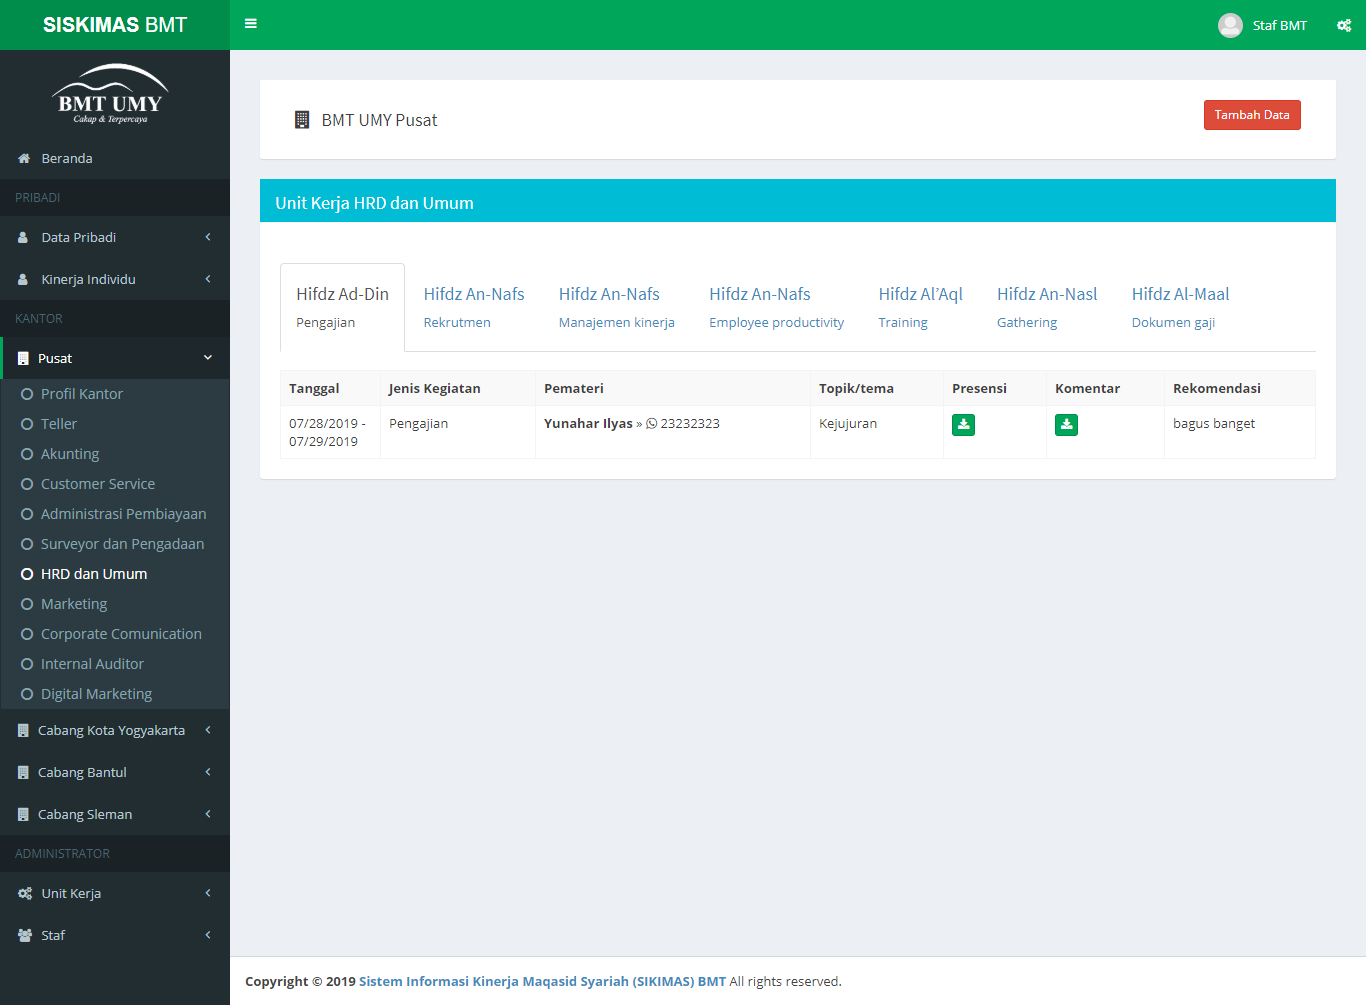 SISKIMAS BMT
Staf BMT
BMT UMY
Cakap & Terpercaya
Beranda
PRIBADI
Data Pribadi
Kinerja Individu
KANTOR
Pusat
Profil Kantor
Teller
Akunting
Customer Service
Administrasi Pembiayaan
Surveyor dan Pengadaan
HRD dan Umum
Marketing
Corporate Comunication
Internal Auditor
Digital Marketing
Cabang Kota Yogyakarta
Cabang Bantul
Cabang Sleman
ADMINISTRATOR
Unit Kerja
Staf
BMT UMY Pusat
Tambah Data
Unit Kerja HRD dan Umum
Hifdz Ad-Din Hifdz An-Nafs Hifdz An-Nafs Hifdz An-Nafs Hifdz Al’Aql Hifdz An-Nasl Hifdz Al-Maal
Pengajian Rekrutmen Manajemen kinerja Employee productivity Training Gathering Dokumen gaji
Tanggal Jenis Kegiatan Pemateri Topik/tema Presensi Komentar Rekomendasi
07/28/2019 - Pengajian Yunahar Ilyas » 23232323 Kejujuran bagus banget
07/29/2019
Copyright © 2019 Sistem Informasi Kinerja Maqasid Syariah (SIKIMAS) BMT All rights reserved.